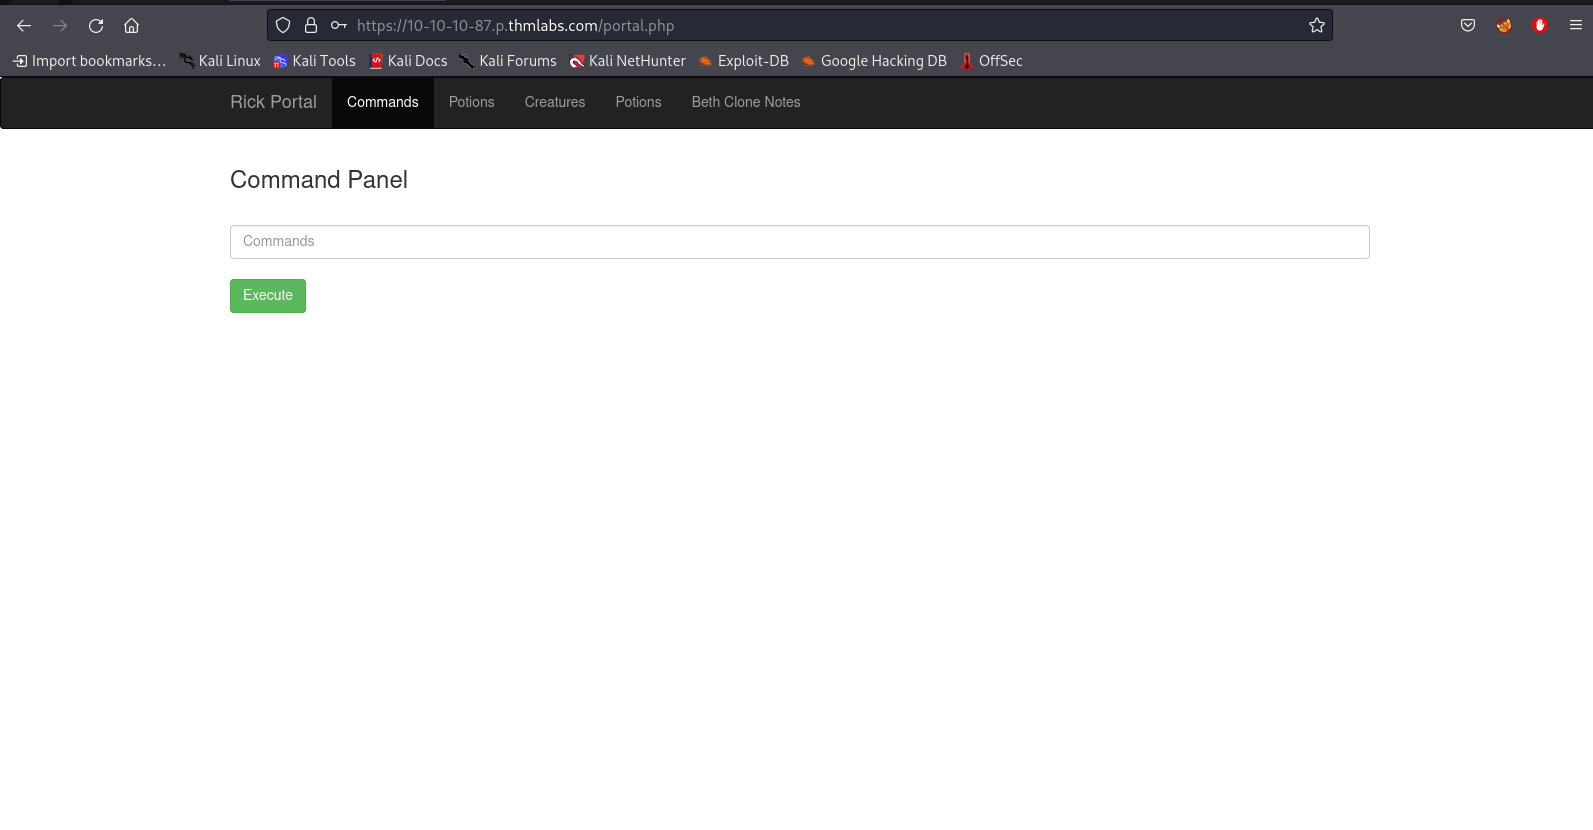 https://10-10-10-87.p.thmlabs.com/portal.php
Import bookmarks... Kali Linux Kali Tools Kali Docs Kali Forums Kali NetHunter Exploit-DB Google Hacking DB OffSec
Rick Portal Commands Potions Creatures Potions Beth Clone Notes
Command Panel
Commands
Execute